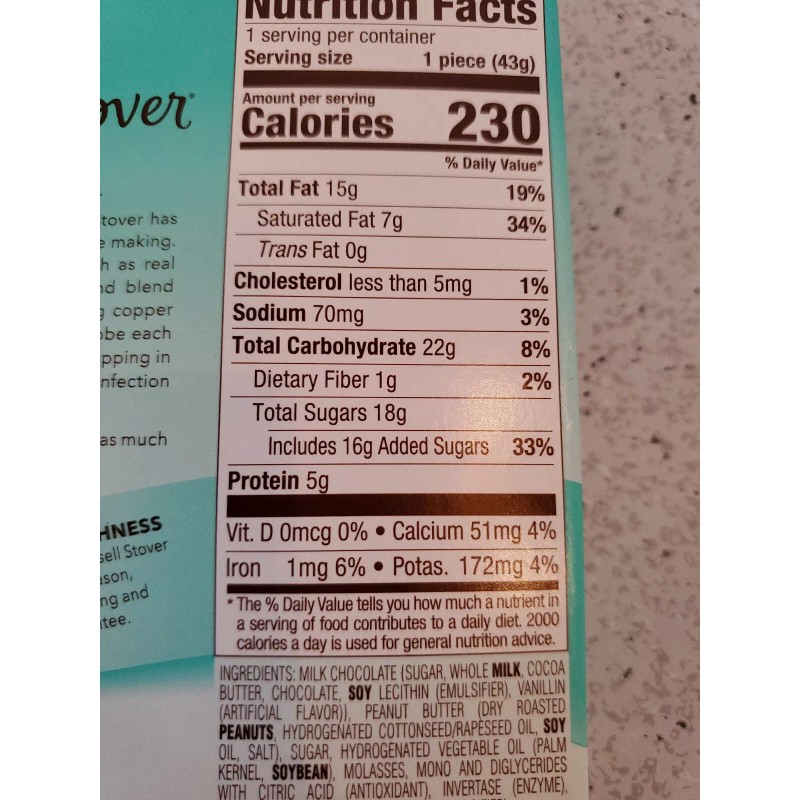 Nutrition Facts
1 serving per container
Serving size 1 piece (43g)
Amount per serving
Calories 230
% Daily Value*
Total Fat 15g 19%
Saturated Fat 7g 34%
Trans Fat 0g
Cholesterol less than 5mg 1%
Sodium 70mg 3%
Total Carbohydrate 22g 8%
Dietary Fiber 1g 2%
Total Sugars 18g
Includes 16g Added Sugars 33%
Protein 5g
Vit. D 0mcg 0% • Calcium 51mg 4%
Iron 1mg 6% • Potas. 172mg 4%
* The % Daily Value tells you how much a nutrient in
a serving of food contributes to a daily diet. 2000
calories a day is used for general nutrition advice.
INGREDIENTS: MILK CHOCOLATE (SUGAR, WHOLE MILK, COCOA
BUTTER, CHOCOLATE, SOY LECITHIN (EMULSIFIER), VANILLIN
(ARTIFICIAL FLAVOR)), PEANUT BUTTER (DRY ROASTED
PEANUTS, HYDROGENATED COTTONSEED/RAPESEED OIL, SOY
OIL, SALT), SUGAR, HYDROGENATED VEGETABLE OIL (PALM
KERNEL, SOYBEAN), MOLASSES, MONO AND DIGLYCERIDES
WITH CITRIC ACID (ANTIOXIDANT), INVERTASE (ENZYME),
over®
tover has
e making.
h as real
nd blend
g copper
obe each
pping in
nfection
as much
HNESS
sell Stover
ason,
ng and
tee.